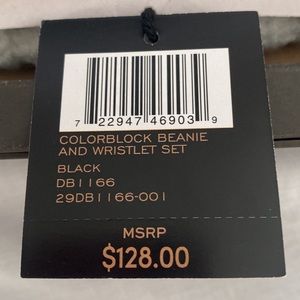 7 22947 46903 9
COLORBLOCK BEANIE
AND WRISTLET SET
BLACK
DB1166
29DB1166-001
MSRP
$128.00